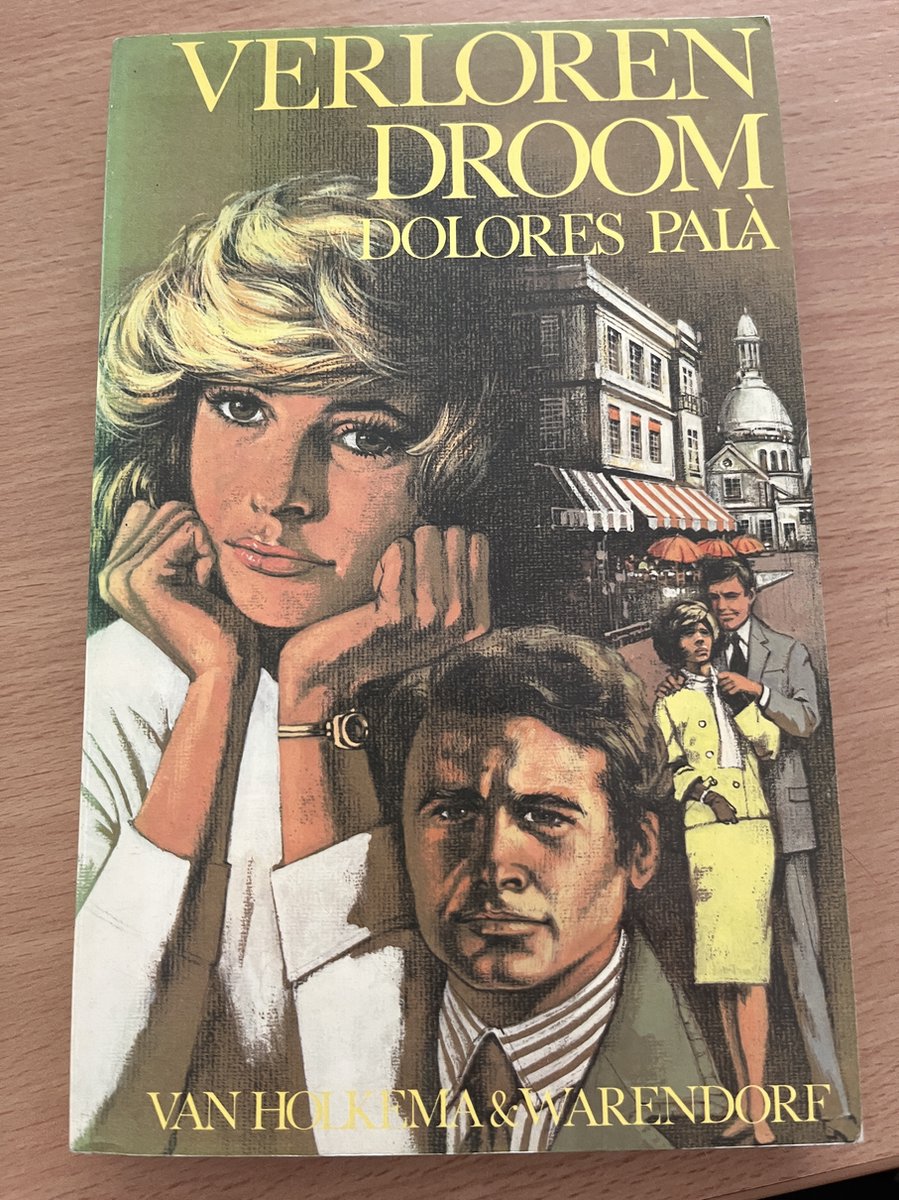 VERLOREN
DROOM
DOLORES PALÀ
VAN HOLKEMA & WARENDORF